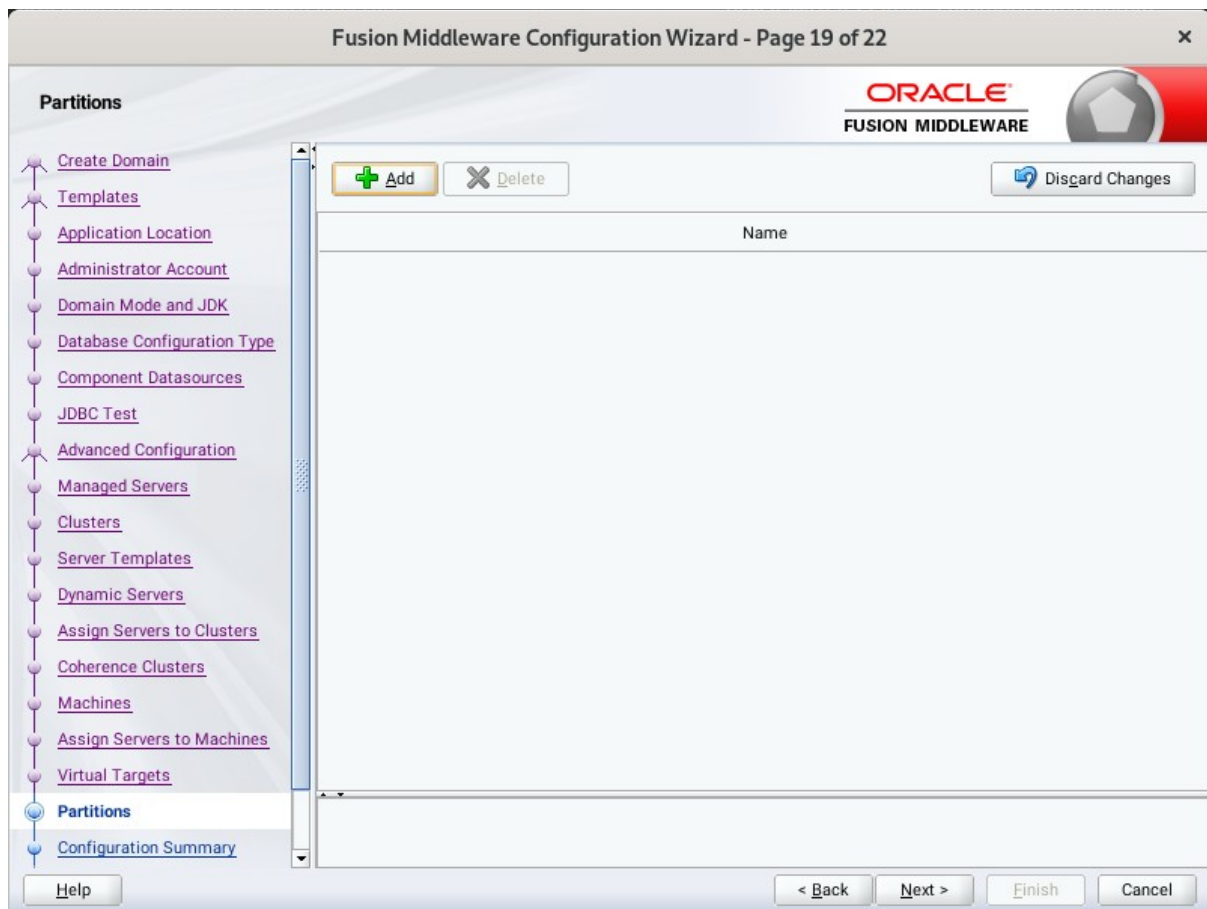 Fusion Middleware Configuration Wizard - Page 19 of 22
Partitions
ORACLE
FUSION MIDDLEWARE
Create Domain
Templates
Application Location
Administrator Account
Domain Mode and JDK
Database Configuration Type
Component Datasources
JDBC Test
Advanced Configuration
Managed Servers
Clusters
Server Templates
Dynamic Servers
Assign Servers to Clusters
Coherence Clusters
Machines
Assign Servers to Machines
Virtual Targets
Partitions
Configuration Summary
Add
Delete
Discard Changes
Name
Help
< Back
Next >
Finish
Cancel